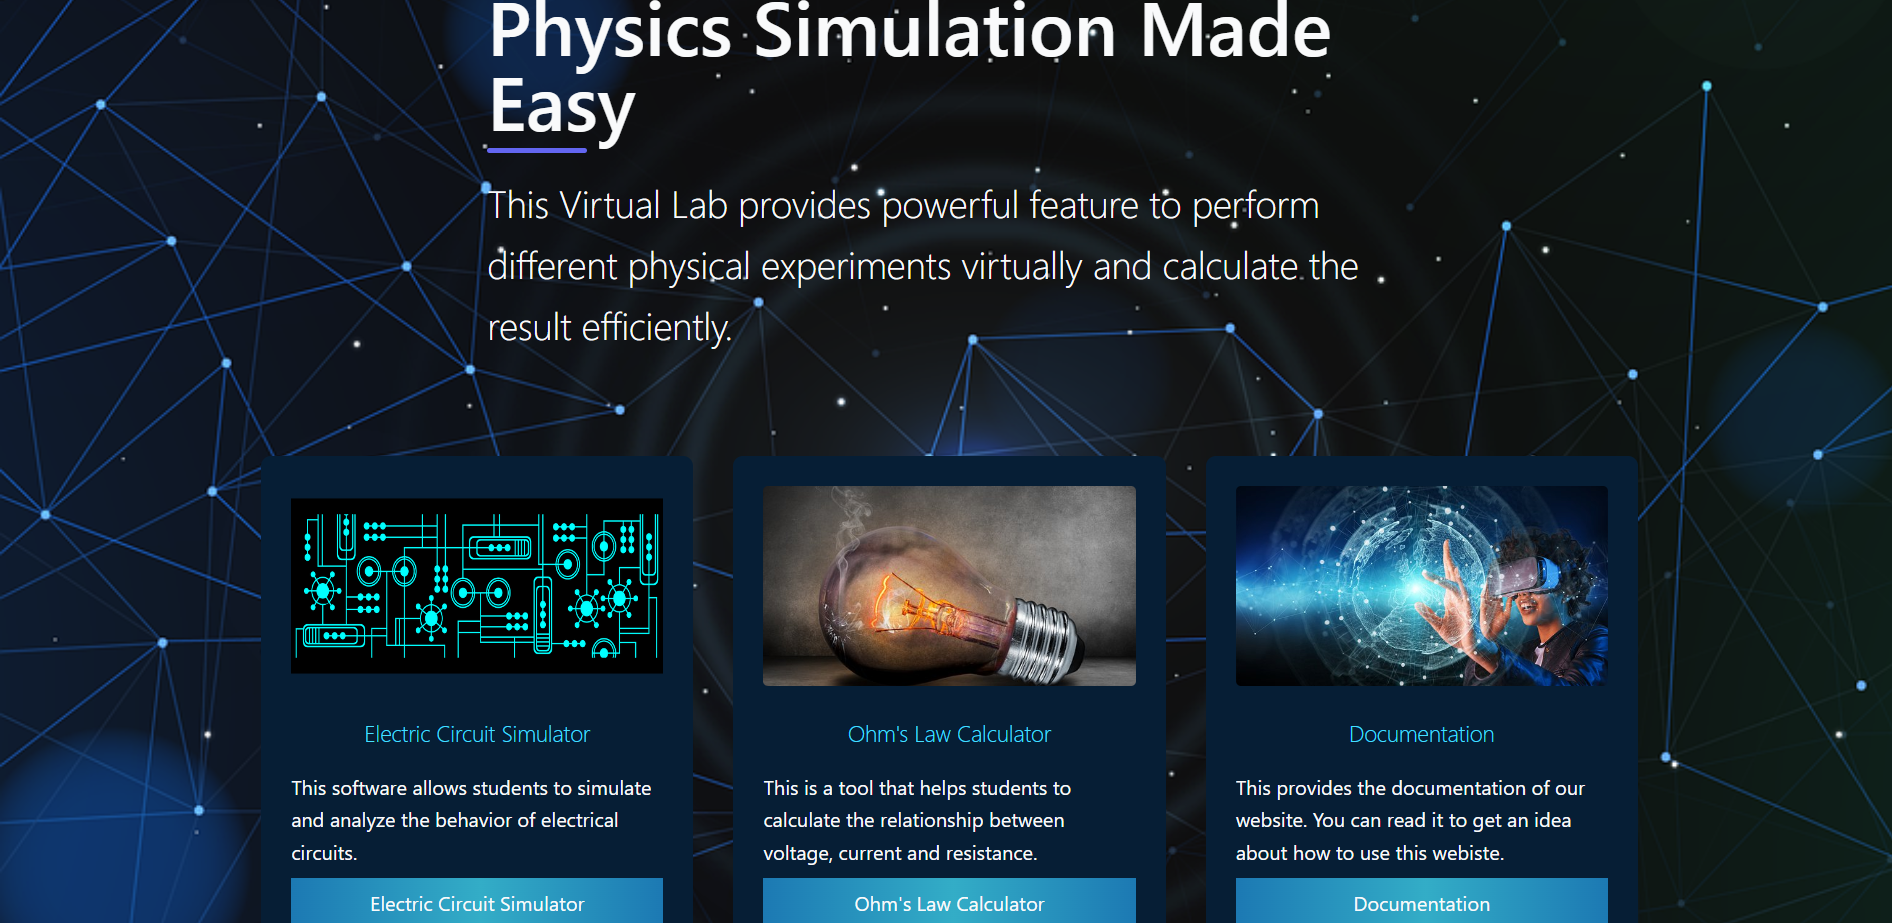 Physics Simulation Made
Easy
This Virtual Lab provides powerful feature to perform
different physical experiments virtually and calculate the
result efficiently.
Electric Circuit Simulator
This software allows students to simulate
and analyze the behavior of electrical
circuits.
Electric Circuit Simulator
Ohm's Law Calculator
This is a tool that helps students to
calculate the relationship between
voltage, current and resistance.
Ohm's Law Calculator
Documentation
This provides the documentation of our
website. You can read it to get an idea
about how to use this webiste.
Documentation